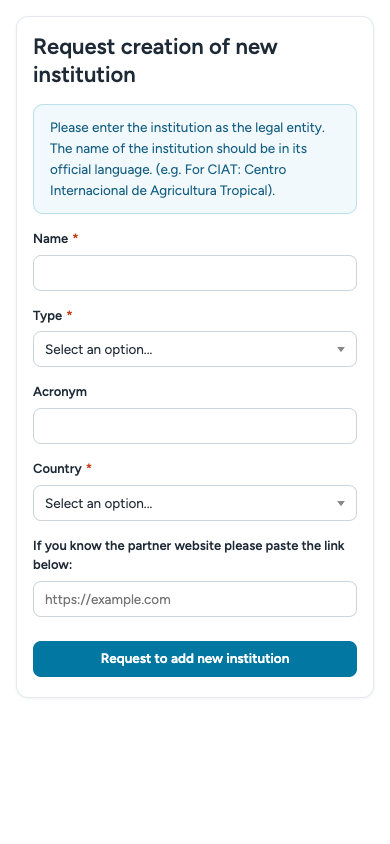 Request creation of new
institution
Please enter the institution as the legal entity.
The name of the institution should be in its
official language. (e.g. For CIAT: Centro
Internacional de Agricultura Tropical).
Name *
Type *
Select an option...
Acronym
Country *
Select an option...
If you know the partner website please paste the link
below:
https://example.com
Request to add new institution